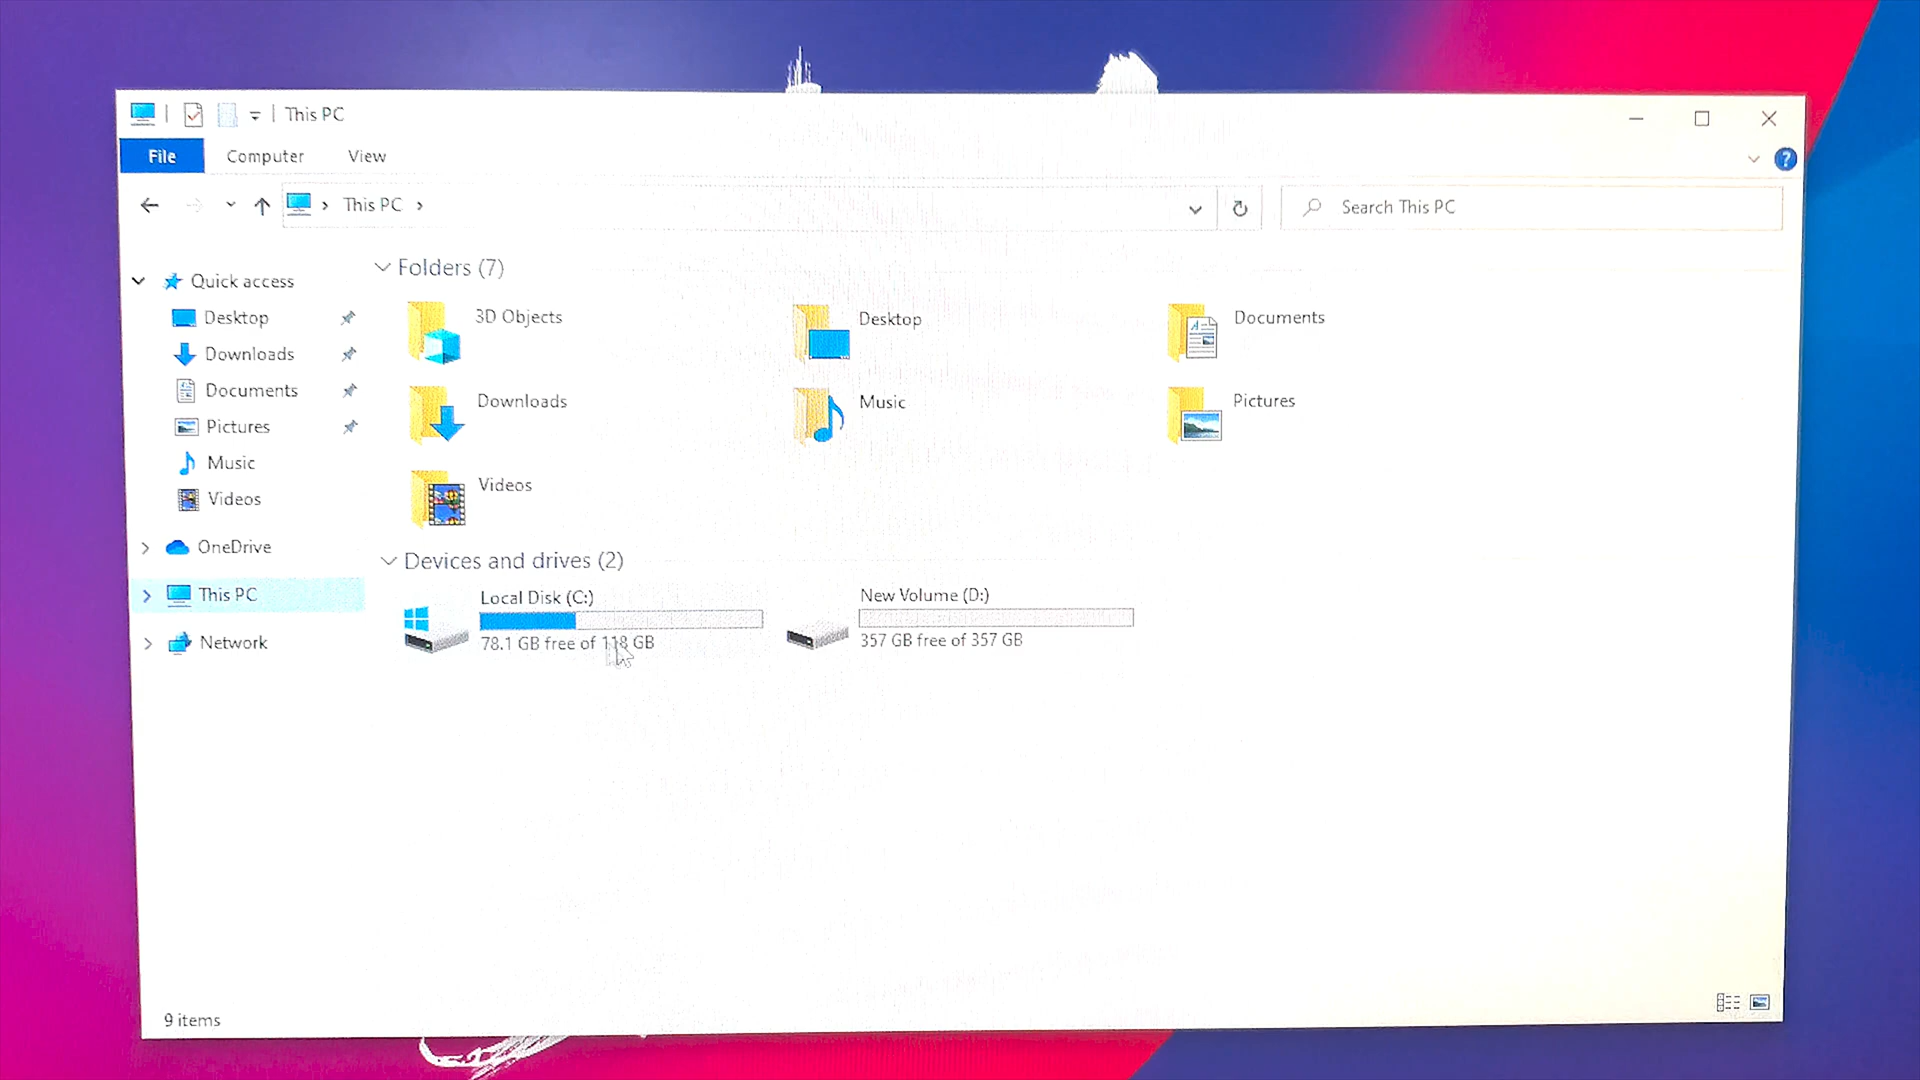 This PC
File Computer View
This PC
Search This PC
Quick access
Desktop
Downloads
Documents
Pictures
Music
Videos
OneDrive
This PC
Network
Folders (7)
3D Objects
Desktop
Documents
Downloads
Music
Pictures
Videos
Devices and drives (2)
Local Disk (C:)
78.1 GB free of 118 GB
New Volume (D:)
357 GB free of 357 GB
9 items